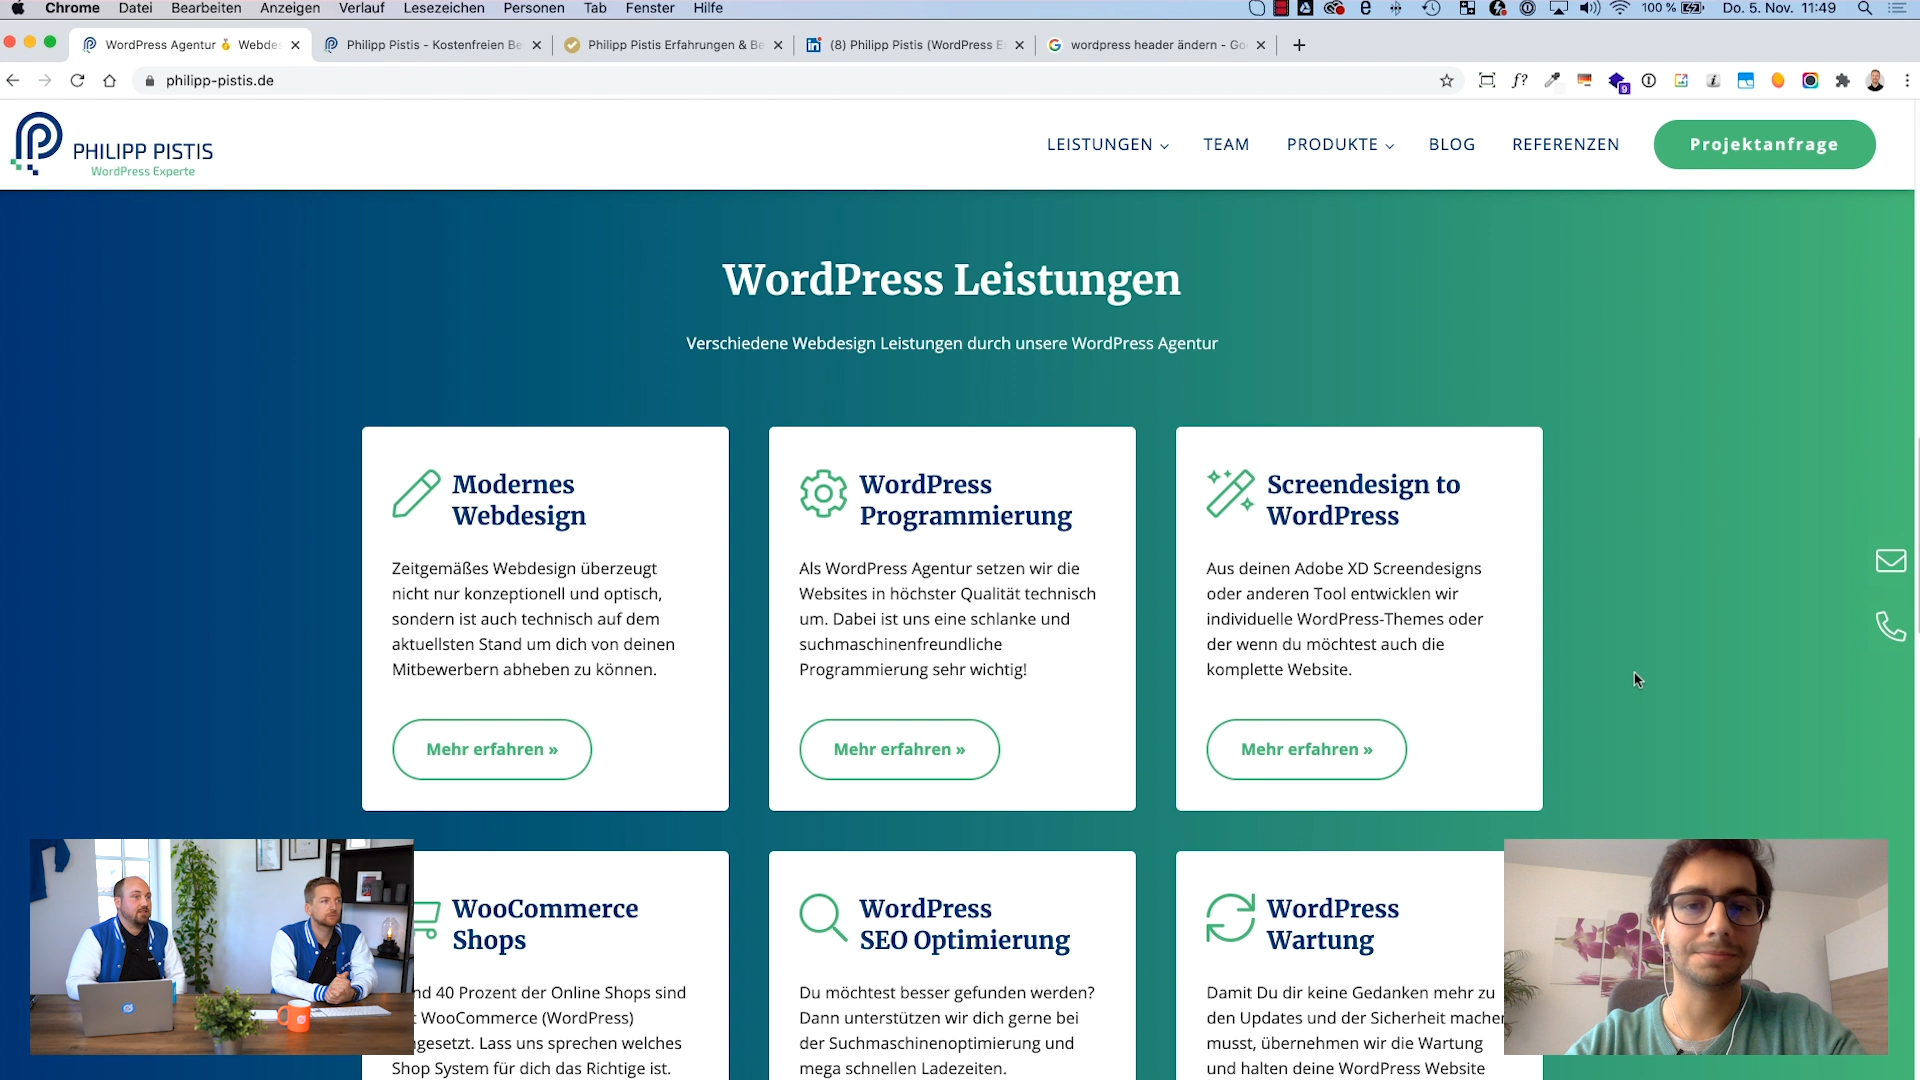 Chrome Datei Bearbeiten Anzeigen Verlauf Lesezeichen Personen Tab Fenster Hilfe 100 % Do. 5. Nov. 11:49
WordPress Agentur 🥇 Webde
Philipp Pistis - Kostenfreien Be
Philipp Pistis Erfahrungen & Be
(8) Philipp Pistis (WordPress E
wordpress header ändern - Go
philipp-pistis.de
PHILIPP PISTIS
WordPress Experte
LEISTUNGEN TEAM PRODUKTE BLOG REFERENZEN Projektanfrage
WordPress Leistungen
Verschiedene Webdesign Leistungen durch unsere WordPress Agentur
Modernes
Webdesign
Zeitgemäßes Webdesign überzeugt
nicht nur konzeptionell und optisch,
sondern ist auch technisch auf dem
aktuellsten Stand um dich von deinen
Mitbewerbern abheben zu können.
Mehr erfahren »
WordPress
Programmierung
Als WordPress Agentur setzen wir die
Websites in höchster Qualität technisch
um. Dabei ist uns eine schlanke und
suchmaschinenfreundliche
Programmierung sehr wichtig!
Mehr erfahren »
Screendesign to
WordPress
Aus deinen Adobe XD Screendesigns
oder anderen Tool entwicklen wir
individuelle WordPress-Themes oder
der wenn du möchtest auch die
komplette Website.
Mehr erfahren »
WooCommerce
Shops
nd 40 Prozent der Online Shops sind
t WooCommerce (WordPress)
gesetzt. Lass uns sprechen welches
Shop System für dich das Richtige ist.
WordPress
SEO Optimierung
Du möchtest besser gefunden werden?
Dann unterstützen wir dich gerne bei
der Suchmaschinenoptimierung und
mega schnellen Ladezeiten.
WordPress
Wartung
Damit Du dir keine Gedanken mehr zu
den Updates und der Sicherheit machen
musst, übernehmen wir die Wartung
und halten deine WordPress Website